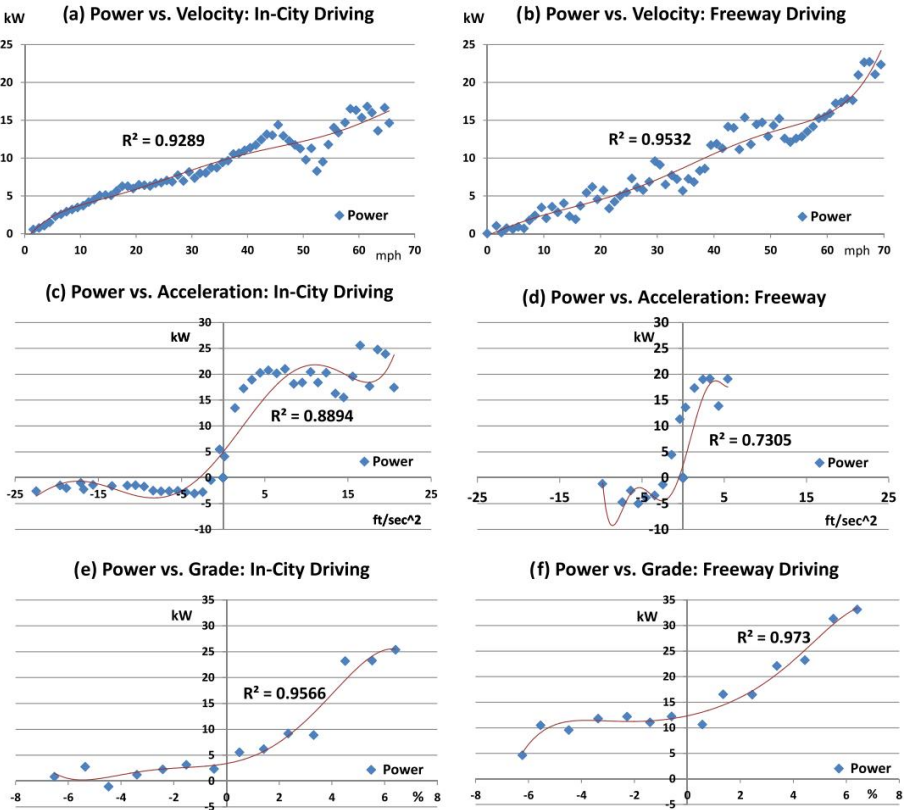 (a) Power vs. Velocity: In-City Driving
kW
25
20
15
10
5
0
R² = 0.9289
Power
0 10 20 30 40 50 60 70
mph
(b) Power vs. Velocity: Freeway Driving
kW
25
20
15
10
5
0
R² = 0.9532
Power
0 10 20 30 40 50 60 70
mph
(c) Power vs. Acceleration: In-City Driving
kW
30
25
20
15
10
5
0
-5
-10
R² = 0.8894
Power
-25 -15 -5 5 15 25
ft/sec^2
(d) Power vs. Acceleration: Freeway
kW
30
25
20
15
10
5
0
-5
-10
R² = 0.7305
Power
-25 -15 -5 5 15 25
ft/sec^2
(e) Power vs. Grade: In-City Driving
kW
35
30
25
20
15
10
5
0
-5
R² = 0.9566
Power
-8 -6 -4 -2 0 2 4 6 8
%
(f) Power vs. Grade: Freeway Driving
kW
35
30
25
20
15
10
5
0
-5
R² = 0.973
Power
-8 -6 -4 -2 0 2 4 6 8
%